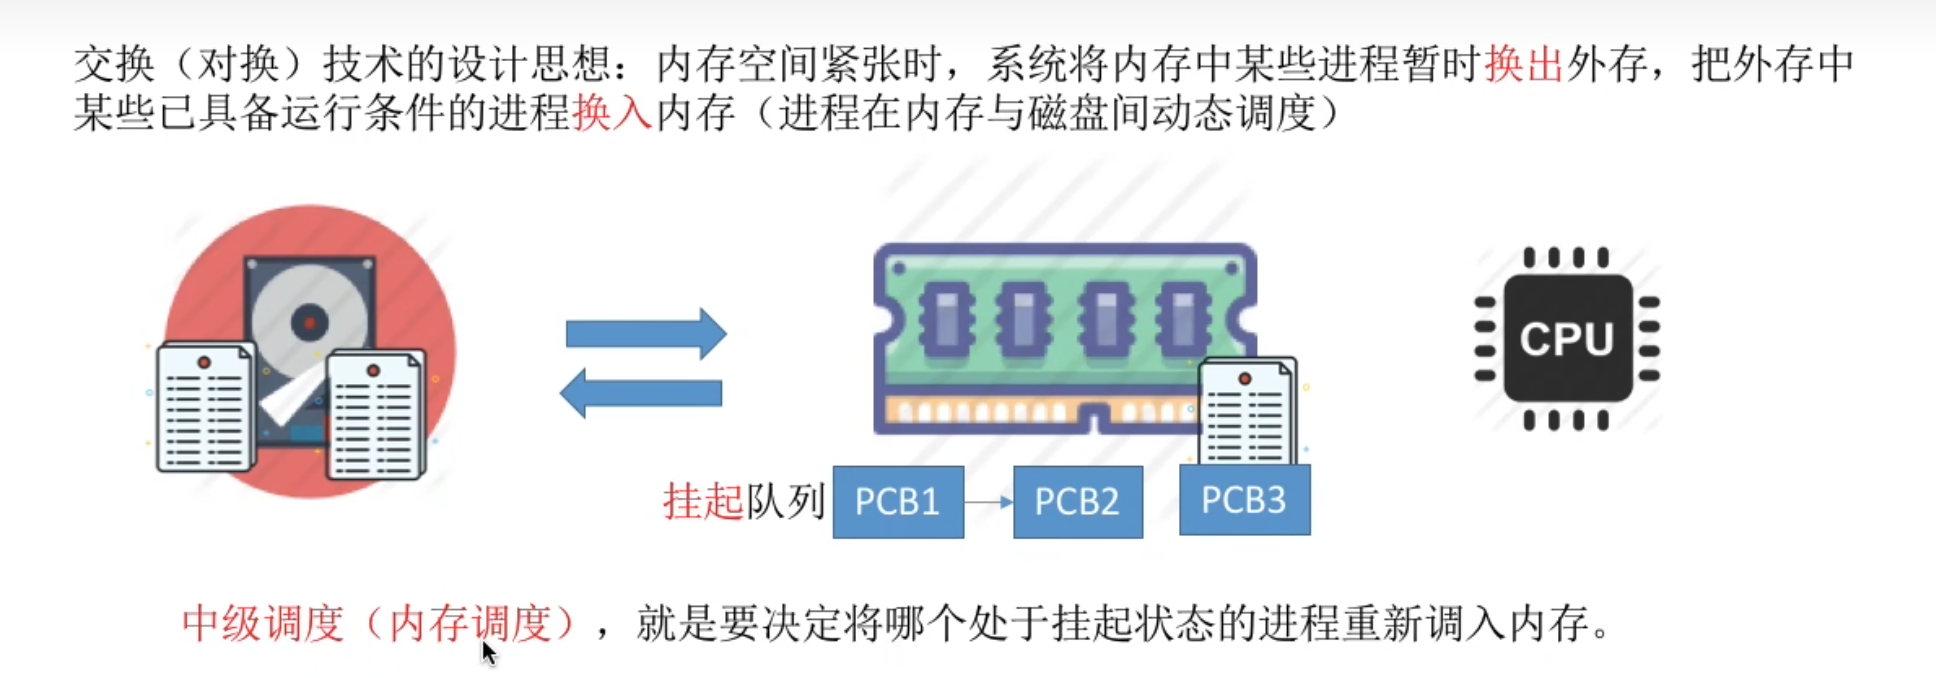 交换（对换）技术的设计思想：内存空间紧张时，系统将内存中某些进程暂时换出外存，把外存中
某些已具备运行条件的进程换入内存（进程在内存与磁盘间动态调度）
CPU
挂起队列 PCB1 PCB2 PCB3
中级调度（内存调度），就是要决定将哪个处于挂起状态的进程重新调入内存。